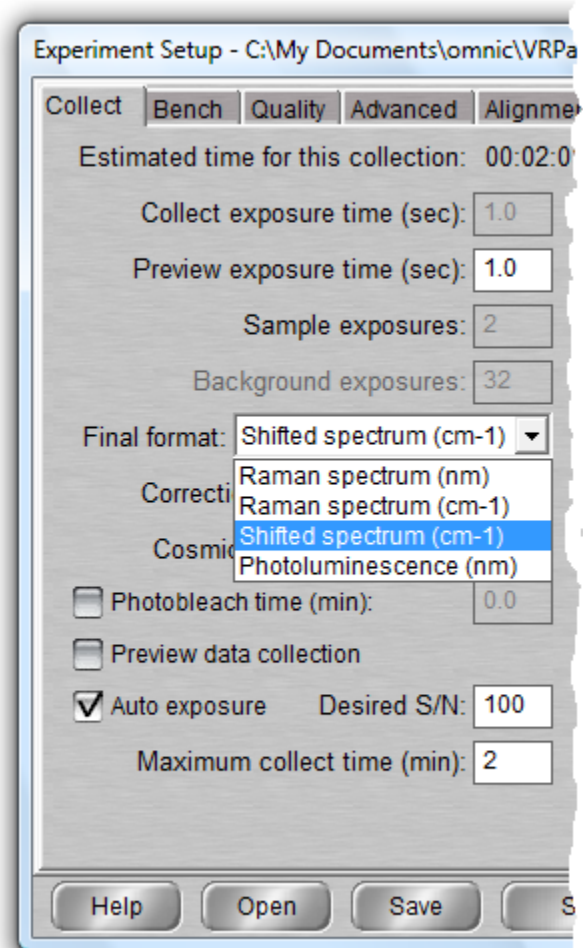 Experiment Setup - C:\My Documents\omnic\VRPa
Collect Bench Quality Advanced Alignme
Estimated time for this collection: 00:02:0
Collect exposure time (sec): 1.0
Preview exposure time (sec): 1.0
Sample exposures: 2
Background exposures: 32
Final format: Shifted spectrum (cm-1)
Raman spectrum (nm)
Correcti Raman spectrum (cm-1)
Shifted spectrum (cm-1)
Cosmic
Photoluminescence (nm)
Photobleach time (min): 0.0
Preview data collection
Auto exposure Desired S/N: 100
Maximum collect time (min): 2
Help Open Save S